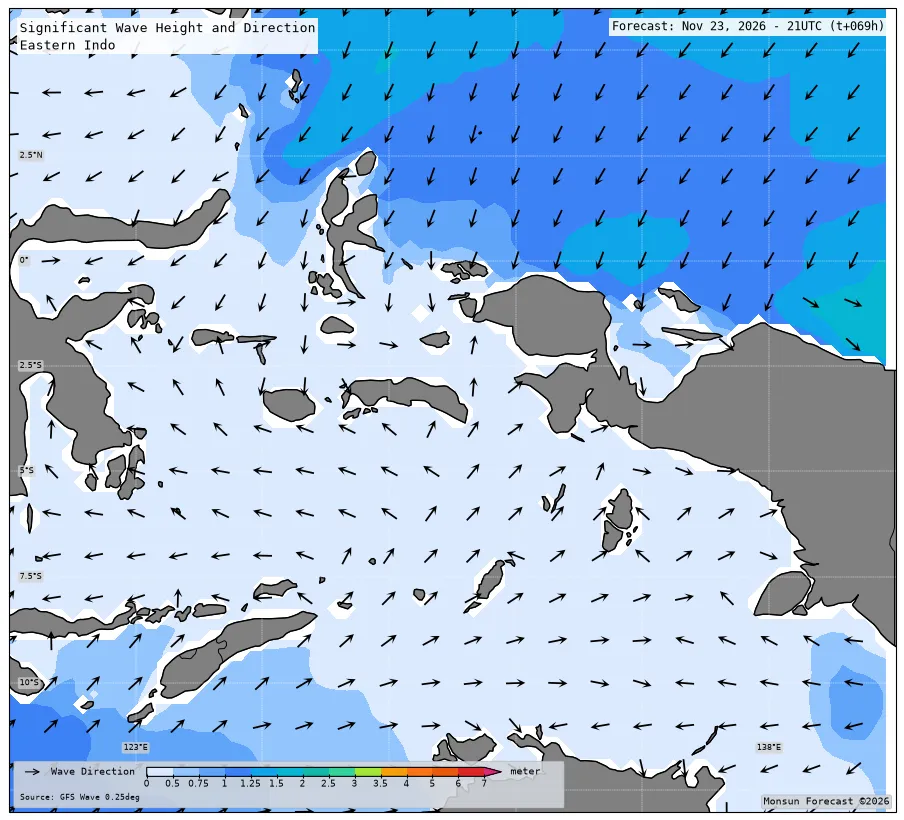 Significant Wave Height and Direction
Eastern Indo
Forecast: Nov 23, 2026 - 21UTC (t+069h)
2.5°N
0°
2.5°S
5°S
7.5°S
10°S
123°E
138°E
Wave Direction
meter
0 0.5 0.75 1 1.25 1.5 2 2.5 3 3.5 4 5 6 7
Source: GFS Wave 0.25deg
Monsun Forecast ©2026